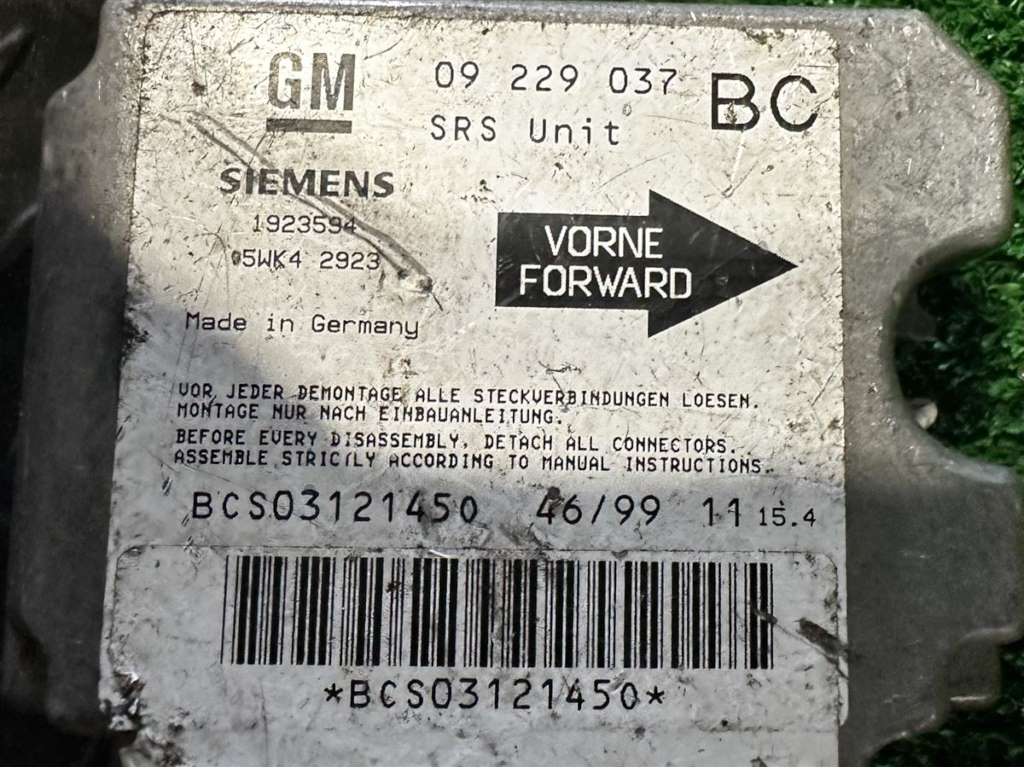 GM 09 229 037 BC
SRS Unit
SIEMENS
1923594
5WK4 2923
VORNE
FORWARD
Made in Germany
VOR JEDER DEMONTAGE ALLE STECKVERBINDUNGEN LOESEN.
MONTAGE NUR NACH EINBAUANLEITUNG.
BEFORE EVERY DISASSEMBLY, DETACH ALL CONNECTORS.
ASSEMBLE STRICTLY ACCORDING TO MANUAL INSTRUCTIONS.
BCS03121450 46/99 11 15.4
*BCS03121450*